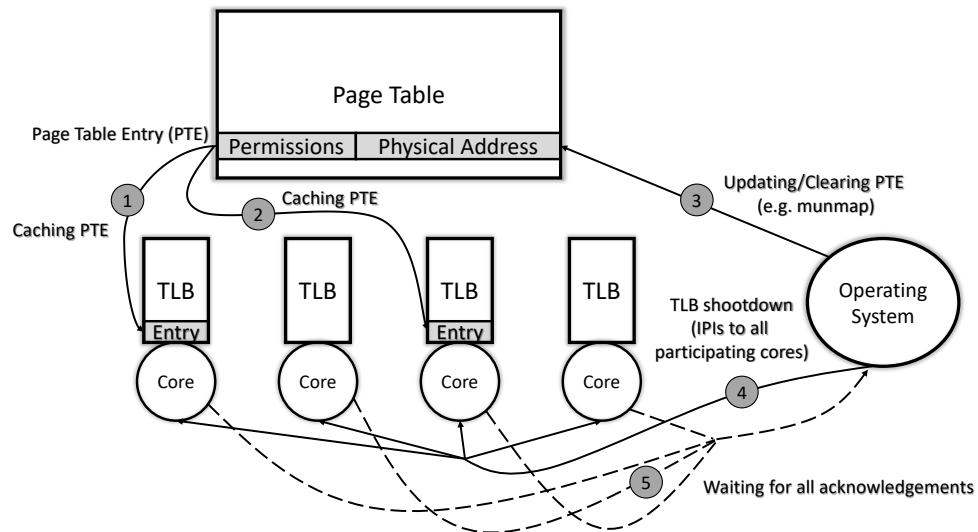 Page Table
Page Table Entry (PTE)
Permissions
Physical Address
1
Caching PTE
2
Caching PTE
3
Updating/Clearing PTE
(e.g. munmap)
TLB
TLB
TLB
TLB
Entry
Entry
Core
Core
Core
Core
TLB shootdown
(IPIs to all
participating cores)
Operating
System
4
5
Waiting for all acknowledgements